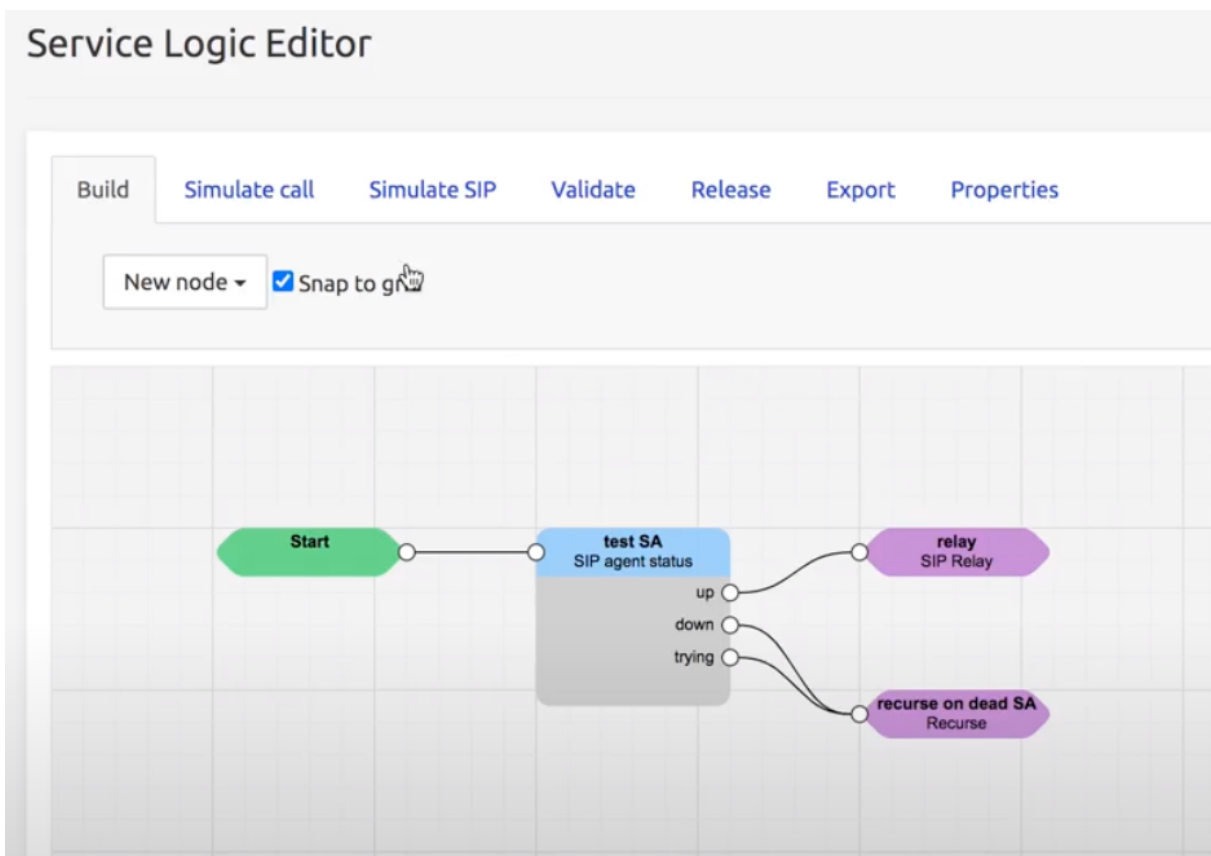 Service Logic Editor
Build Simulate call Simulate SIP Validate Release Export Properties
New node Snap to
Start
test SA
SIP agent status
up
down
trying
relay
SIP Relay
recurse on dead SA
Recurse